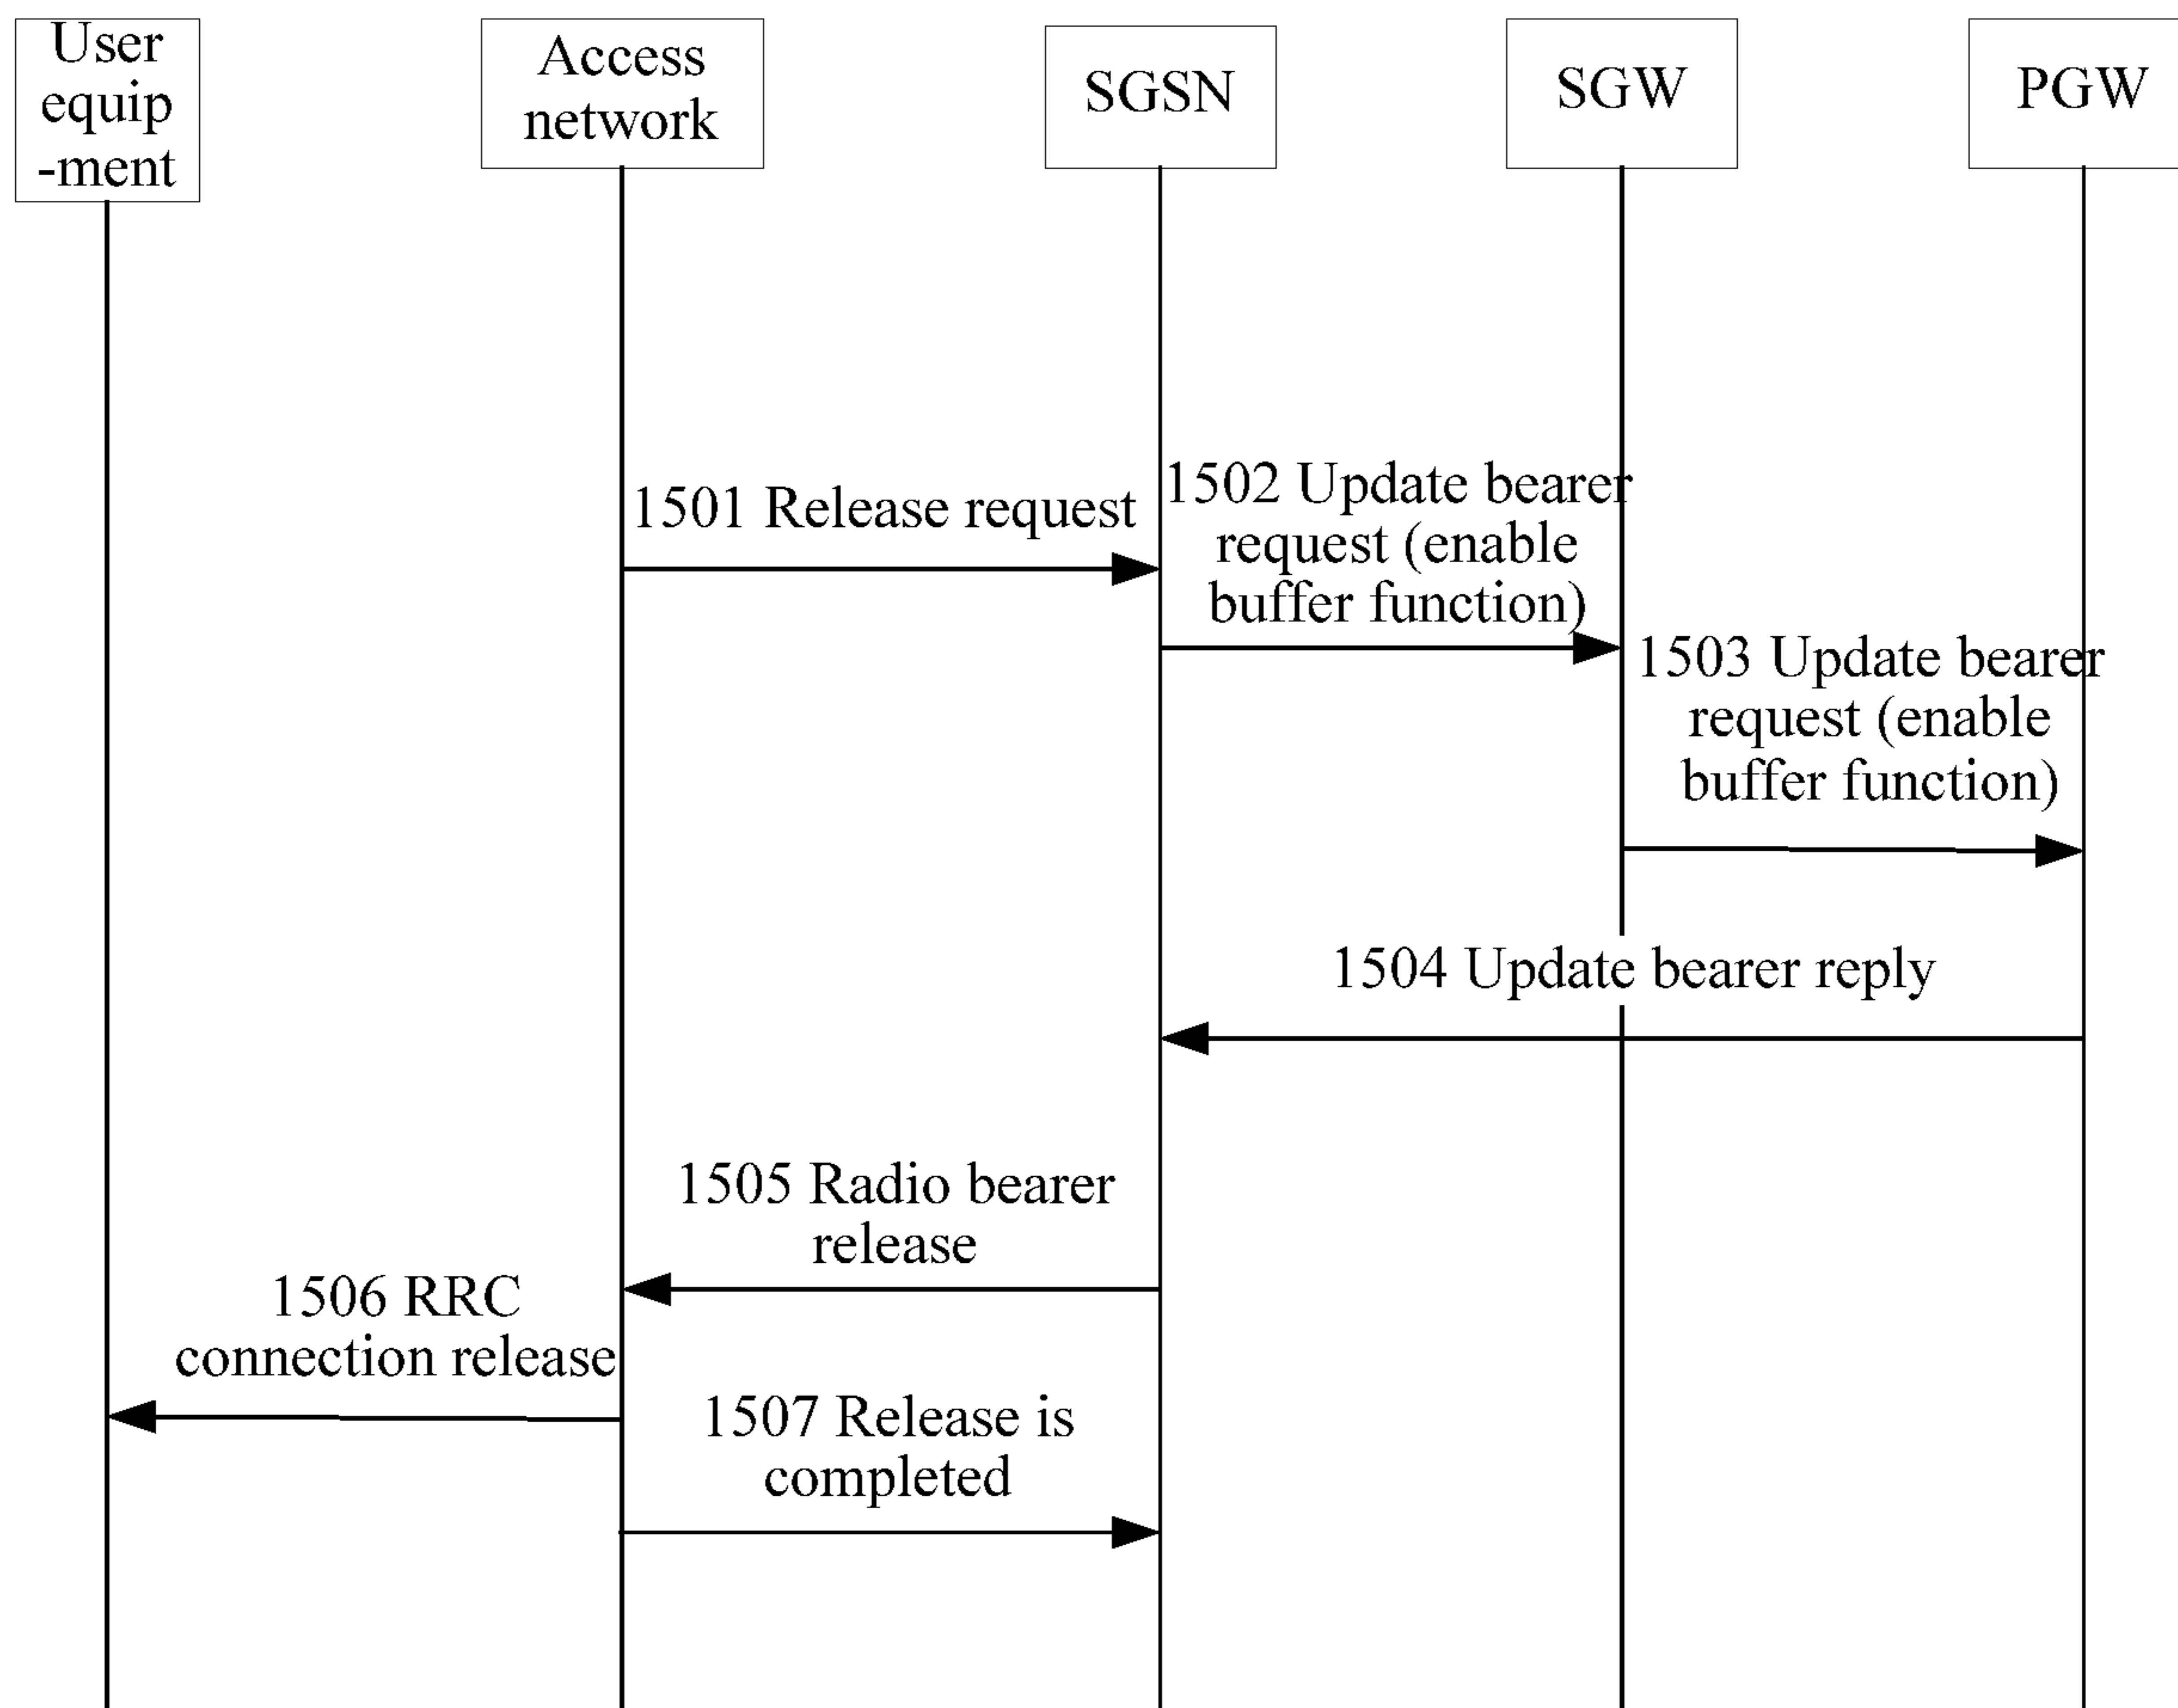 User
equip
-ment
Access
network
SGSN
SGW
PGW
1501 Release request
1502 Update bearer
request (enable
buffer function)
1503 Update bearer
request (enable
buffer function)
1504 Update bearer reply
1505 Radio bearer
release
1506 RRC
connection release
1507 Release is
completed